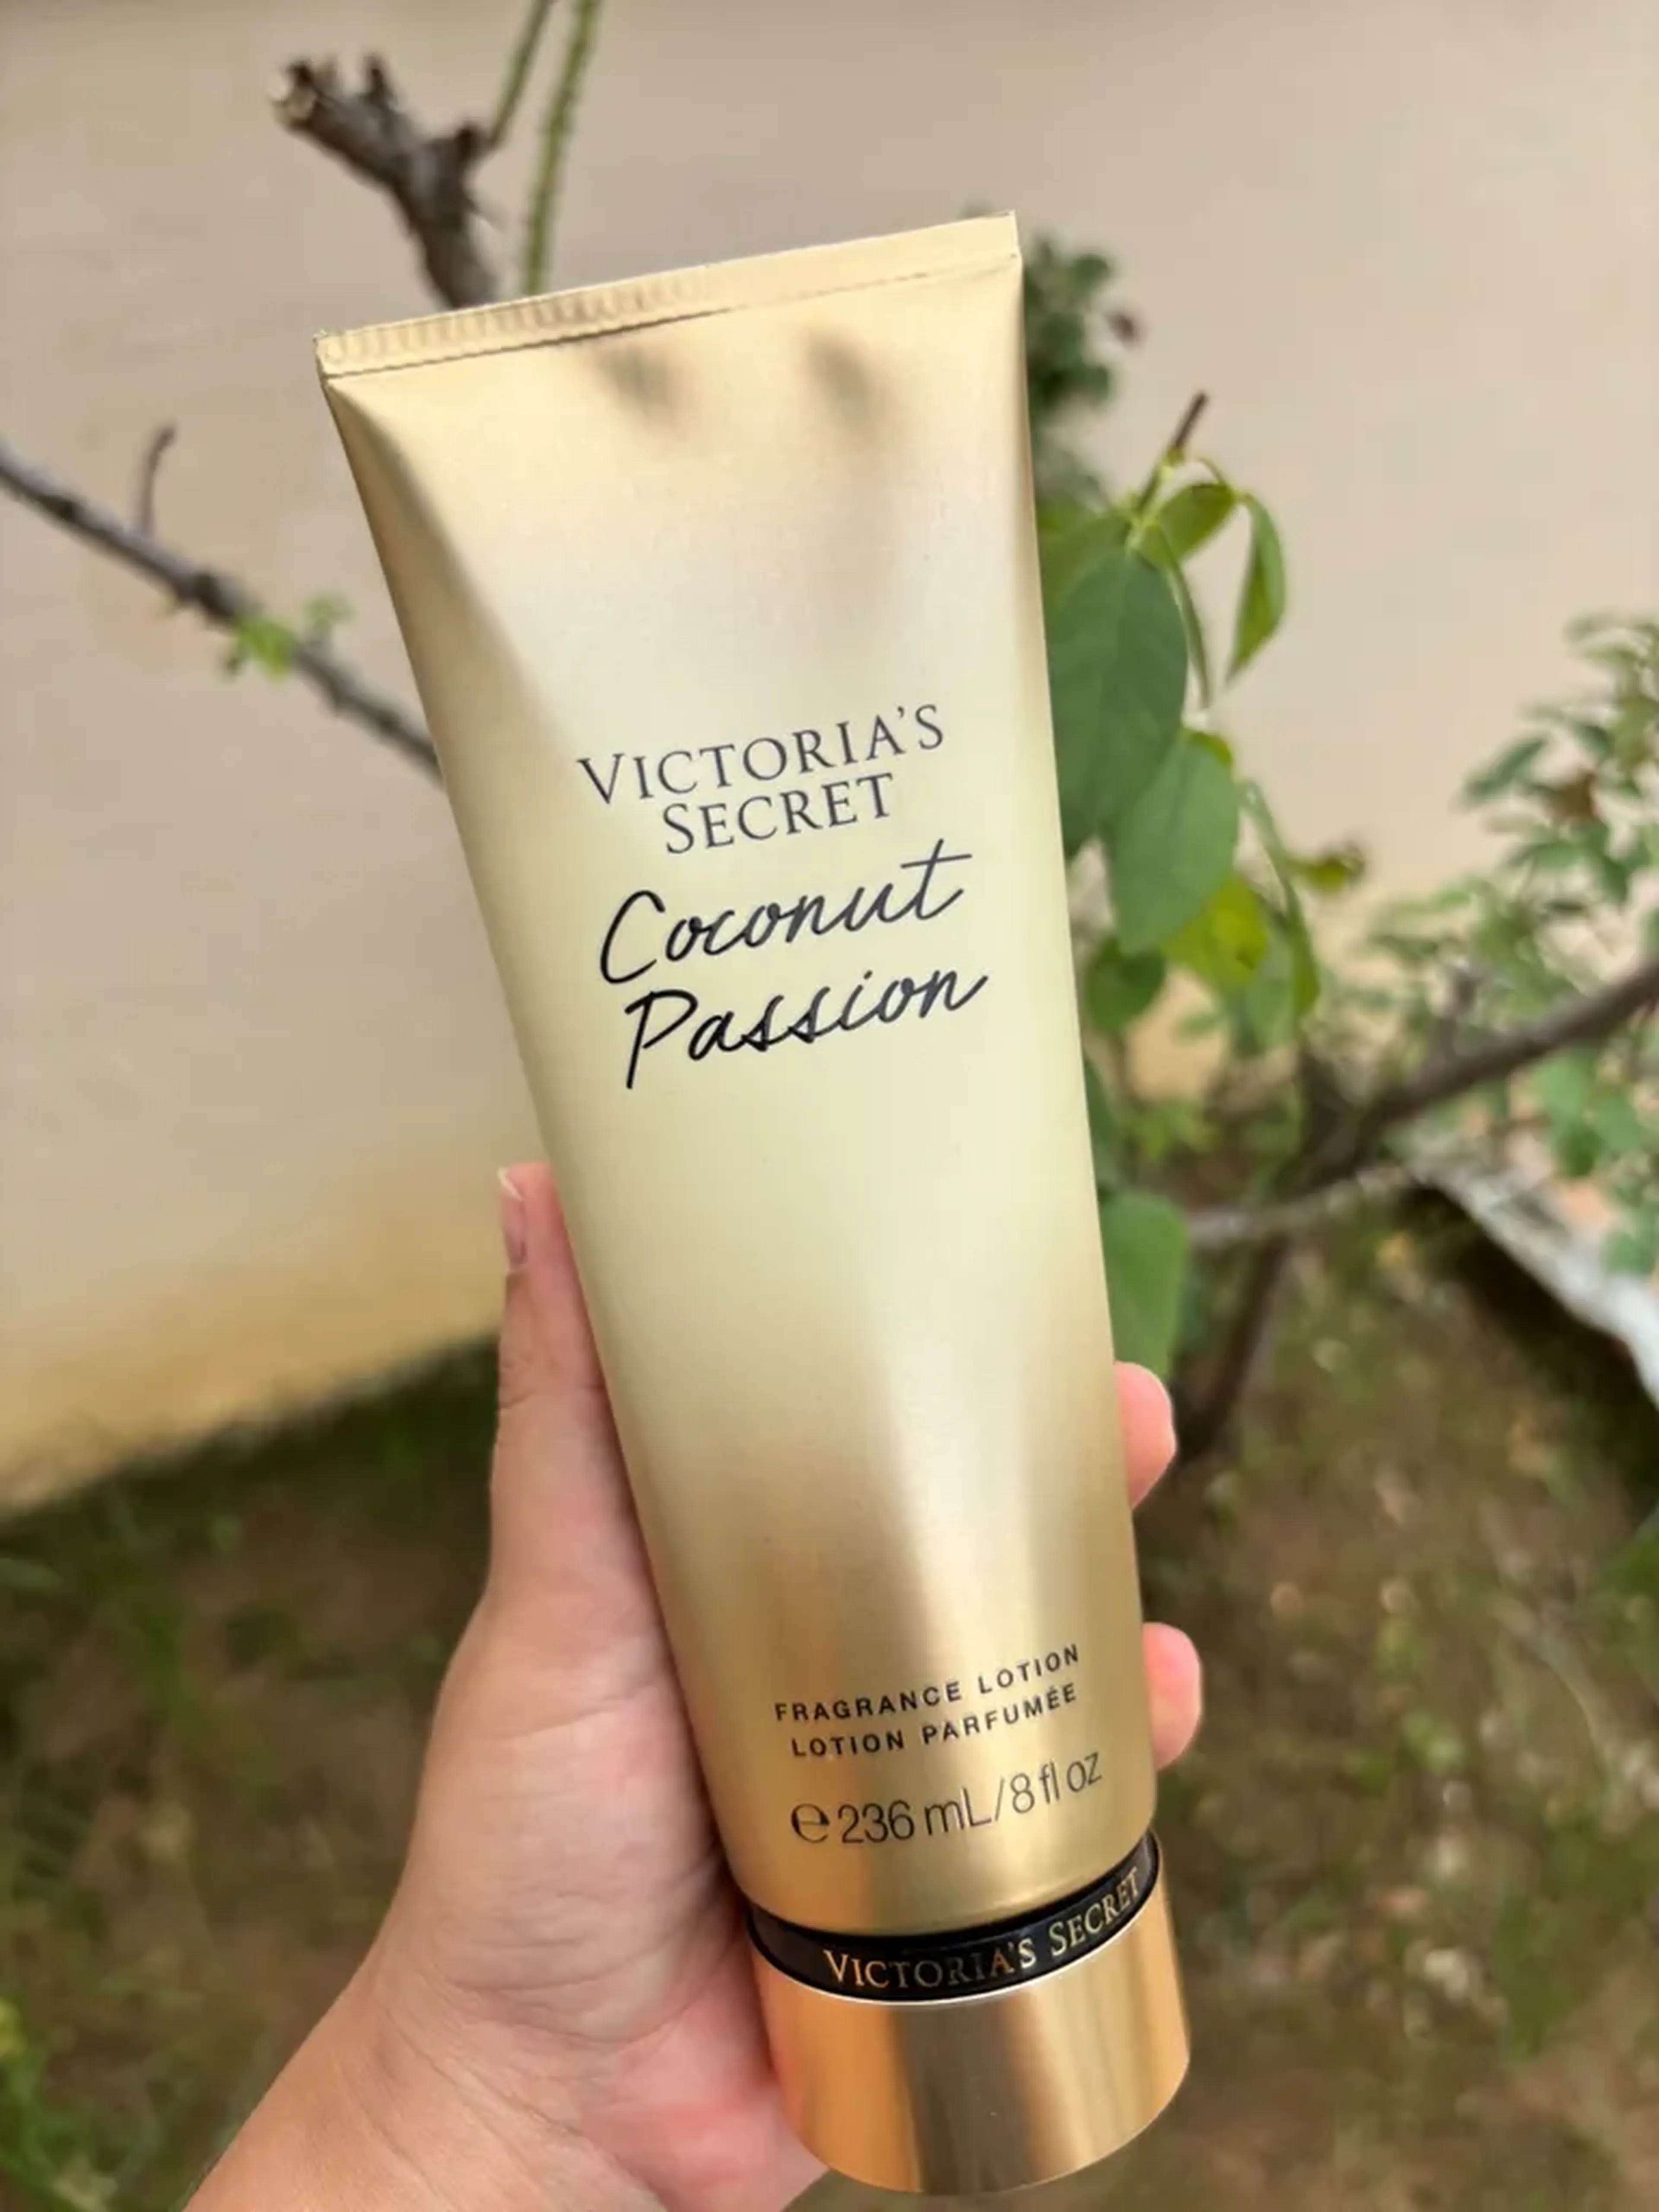 VICTORIA'S
SECRET
Coconut
Passion
FRAGRANCE LOTION
LOTION PARFUMÉE
℮ 236 mL/8 fl oz
VICTORIA'S SECRET